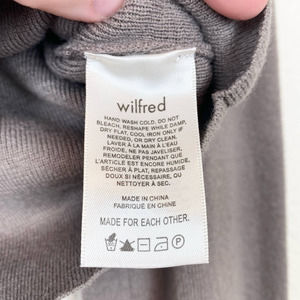 wilfred
HAND WASH COLD. DO NOT
BLEACH. RESHAPE WHILE DAMP,
DRY FLAT, COOL IRON ONLY IF
NEEDED, OR DRY CLEAN.
LAVER À LA MAIN À L'EAU
FROIDE, NE PAS JAVELISER,
REMODELER PENDANT QUE
L'ARTICLE EST ENCORE HUMIDE,
SÉCHER À PLAT, REPASSAGE
DOUX SI NÉCESSAIRE, OU
NETTOYER À SEC.
MADE IN CHINA
FABRIQUÉ EN CHINE
MADE FOR EACH OTHER.
P